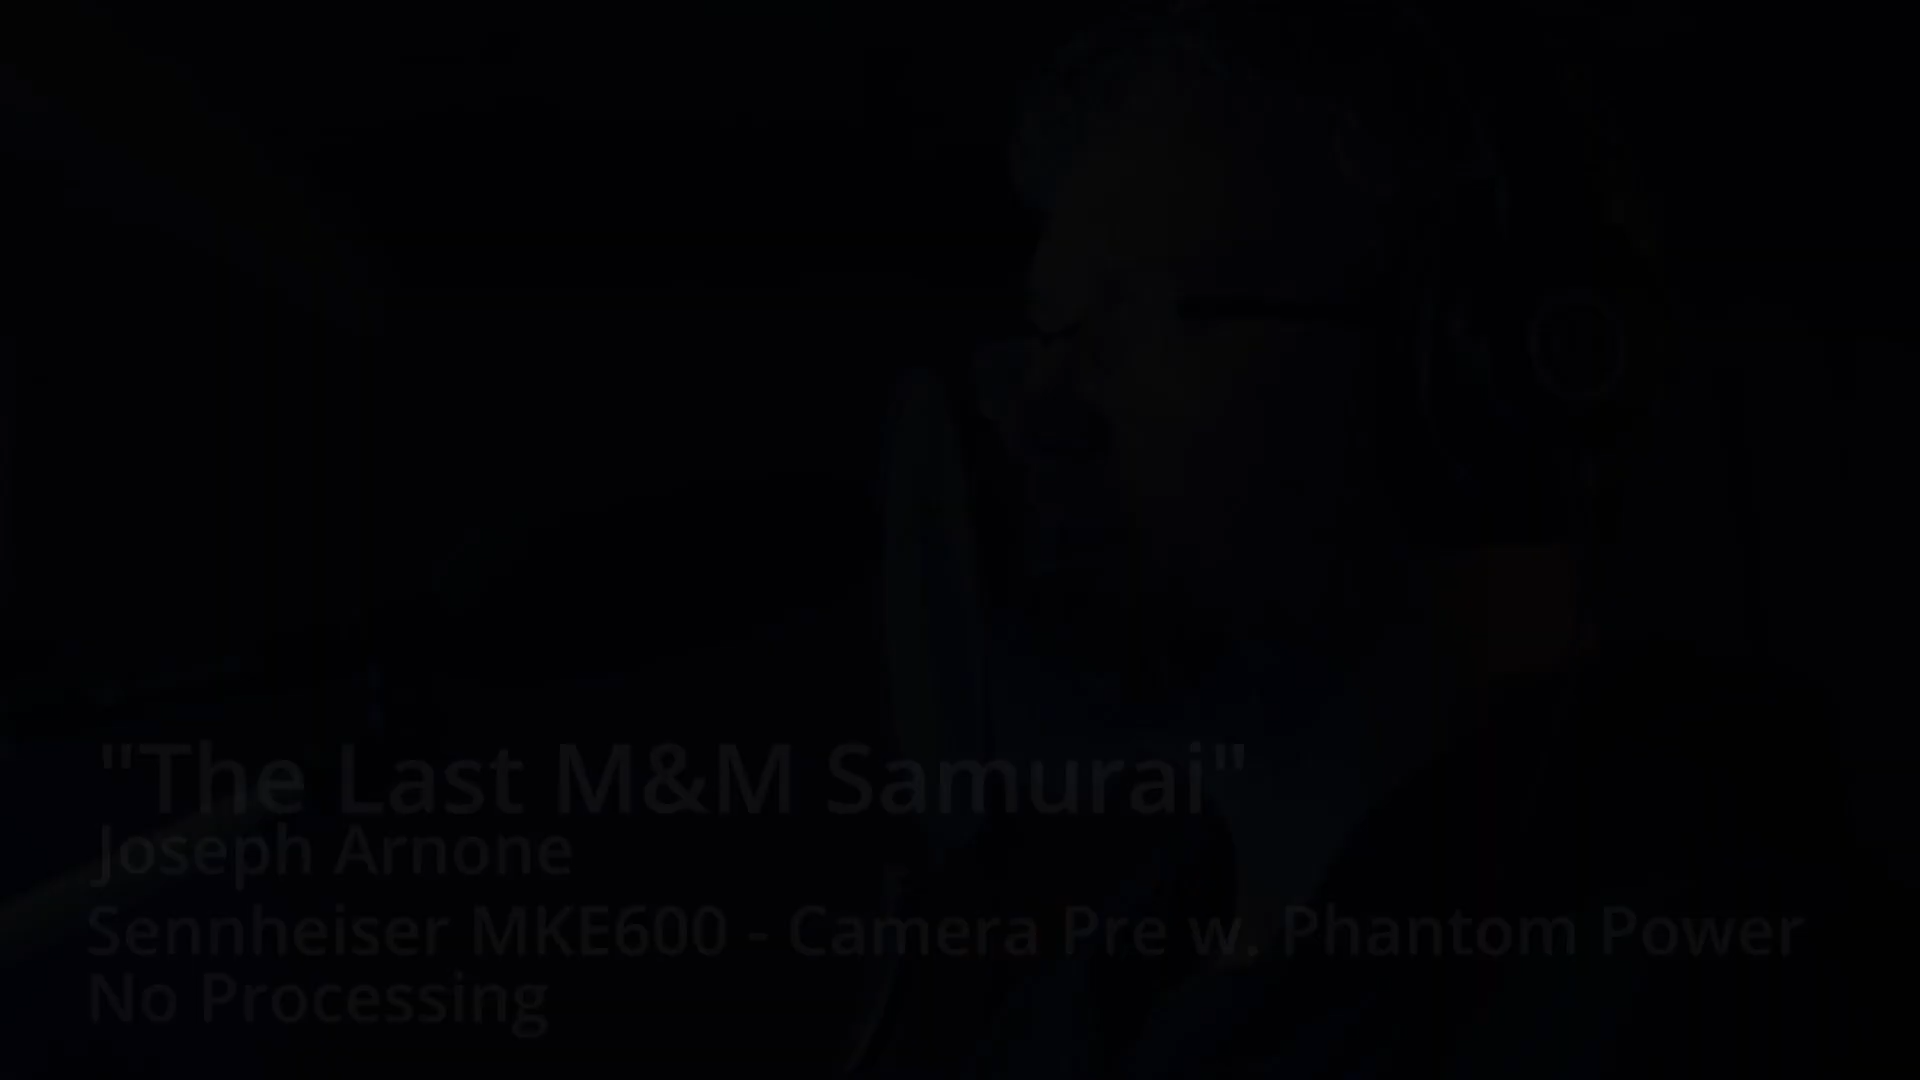 "The Last M&M Samurai"
Joseph Arnone
Sennheiser MKE600 - Camera Pre w. Phantom Power
No Processing